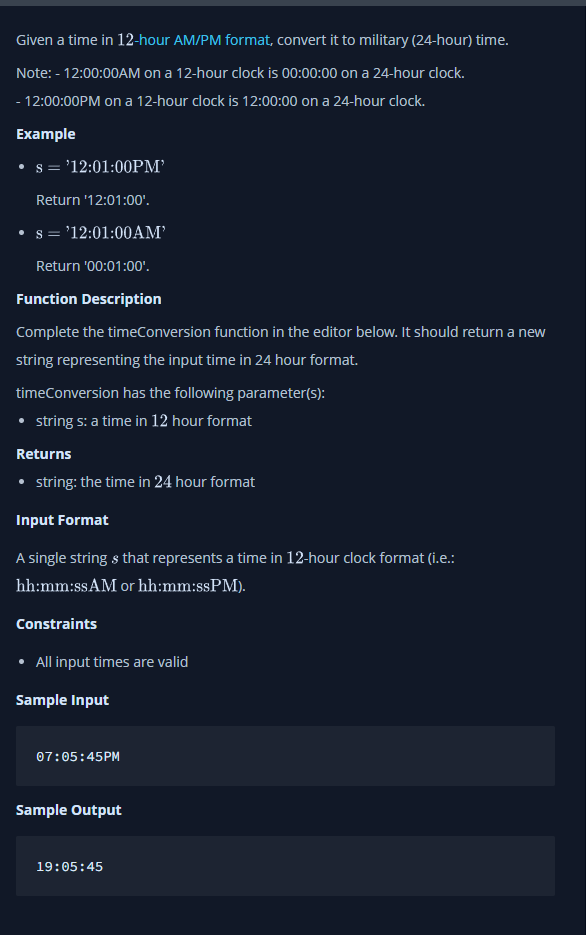 Given a time in 12-hour AM/PM format, convert it to military (24-hour) time.
Note: - 12:00:00AM on a 12-hour clock is 00:00:00 on a 24-hour clock.
- 12:00:00PM on a 12-hour clock is 12:00:00 on a 24-hour clock.
Example
• s = '12:01:00PM'
Return '12:01:00'.
• s = '12:01:00AM'
Return '00:01:00'.
Function Description
Complete the timeConversion function in the editor below. It should return a new
string representing the input time in 24 hour format.
timeConversion has the following parameter(s):
• string s: a time in 12 hour format
Returns
• string: the time in 24 hour format
Input Format
A single string s that represents a time in 12-hour clock format (i.e.:
hh:mm:ssAM or hh:mm:ssPM).
Constraints
• All input times are valid
Sample Input
07:05:45PM
Sample Output
19:05:45